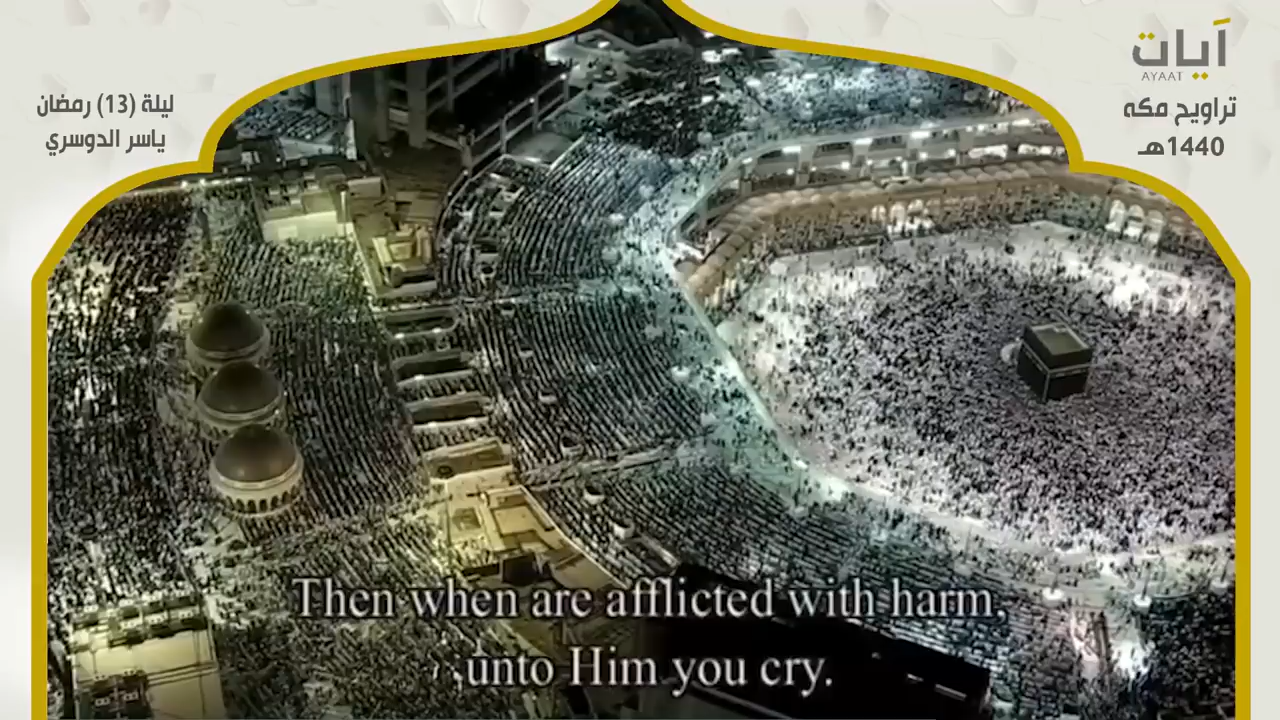 آيات
AYAAT
تراويح مكه
1440هـ
ليلة (13) رمضان
ياسر الدوسري
Then when are afflicted with harm,
unto Him you cry.